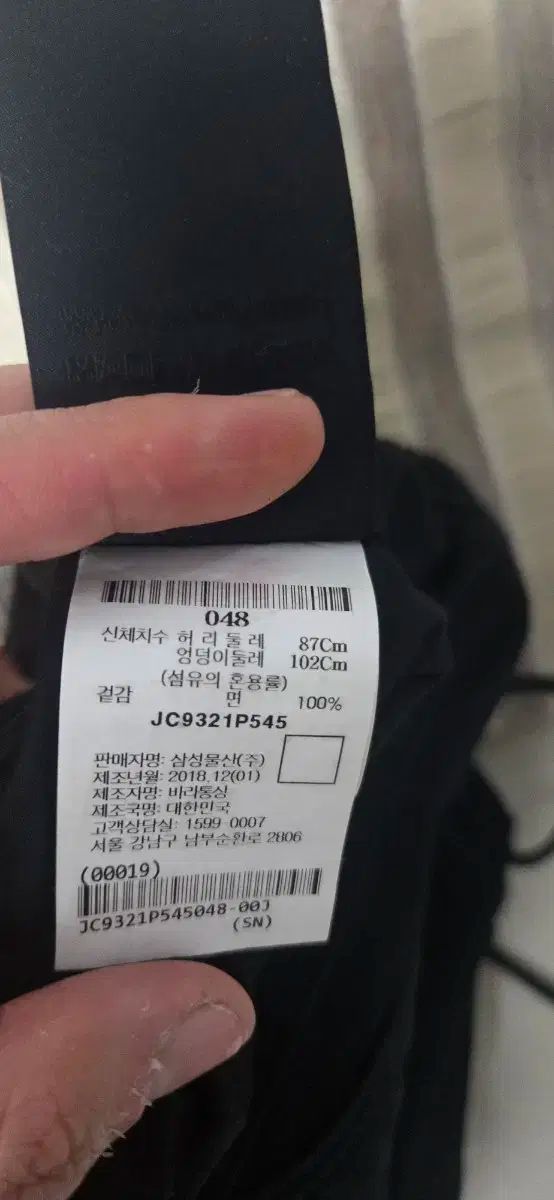 048
신체치수 허 리 둘 레 87Cm
엉덩이둘레 102Cm
(섬유의 혼용률)
겉감 면 100%
JC9321P545
판매자명: 삼성물산(주)
제조년월: 2018.12(01)
제조자명: 바라통상
제조국명: 대한민국
고객상담실: 1599-0007
서울 강남구 남부순환로 2806
(00019)
JC9321P545048-00J
(SN)